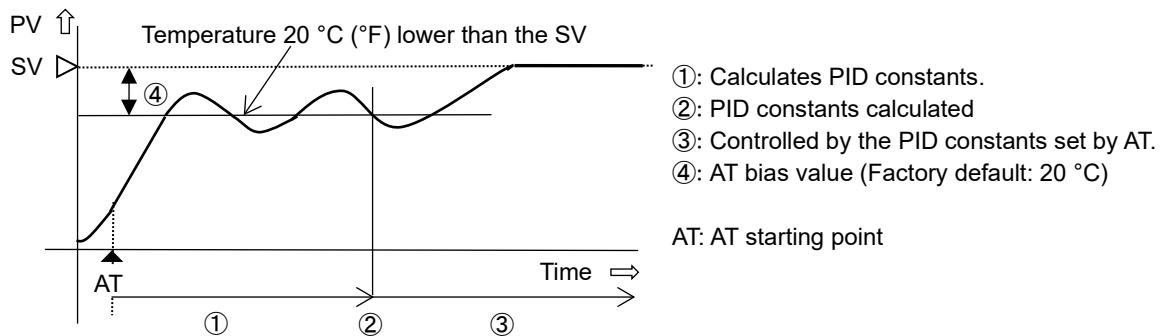 PV ⇧
Temperature 20 °C (°F) lower than the SV
SV
④
①: Calculates PID constants.
②: PID constants calculated
③: Controlled by the PID constants set by AT.
④: AT bias value (Factory default: 20 °C)
AT: AT starting point
Time ⇨
AT
① ② ③